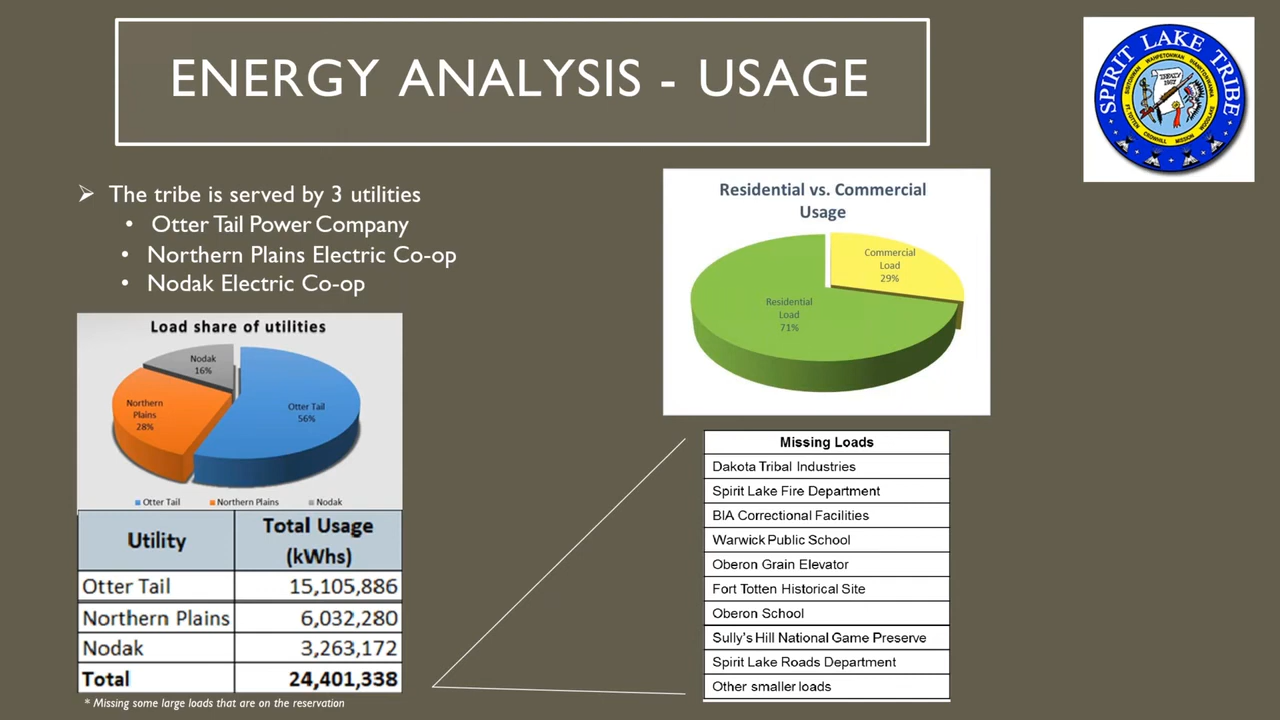 ENERGY ANALYSIS - USAGE
SPIRIT LAKE TRIBE
The tribe is served by 3 utilities
Otter Tail Power Company
Northern Plains Electric Co-op
Nodak Electric Co-op
Load share of utilities
Nodak
16%
Northern
Plains
28%
Otter Tail
56%
Otter Tail Northern Plains Nodak
Utility Total Usage
(kWhs)
Otter Tail 15,105,886
Northern Plains 6,032,280
Nodak 3,263,172
Total 24,401,338
* Missing some large loads that are on the reservation
Residential vs. Commercial
Usage
Commercial
Load
29%
Residential
Load
71%
Missing Loads
Dakota Tribal Industries
Spirit Lake Fire Department
BIA Correctional Facilities
Warwick Public School
Oberon Grain Elevator
Fort Totten Historical Site
Oberon School
Sully's Hill National Game Preserve
Spirit Lake Roads Department
Other smaller loads